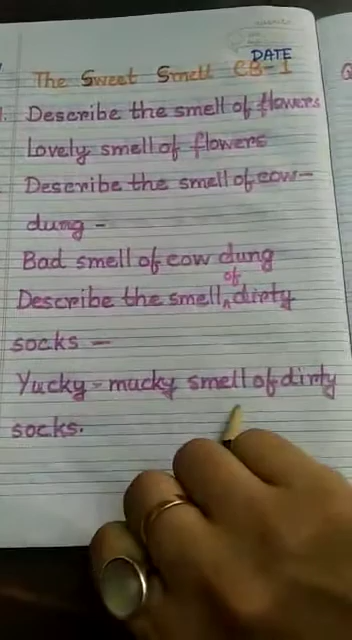 DATE
The Sweet Smell CB-1
1. Describe the smell of flowers
Lovely smell of flowers
Describe the smell of cow-
dung -
Bad smell of cow dung
Describe the smell of dirty
socks -
Yucky-mucky smell of dirty
socks.
Q